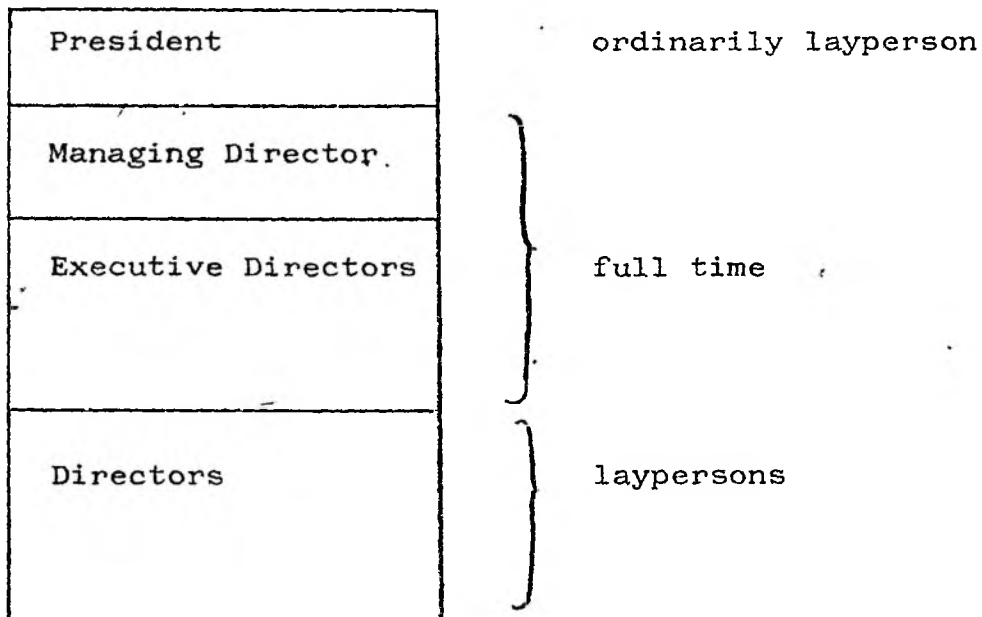 President ordinarily layperson
Managing Director.
Executive Directors full time
Directors laypersons